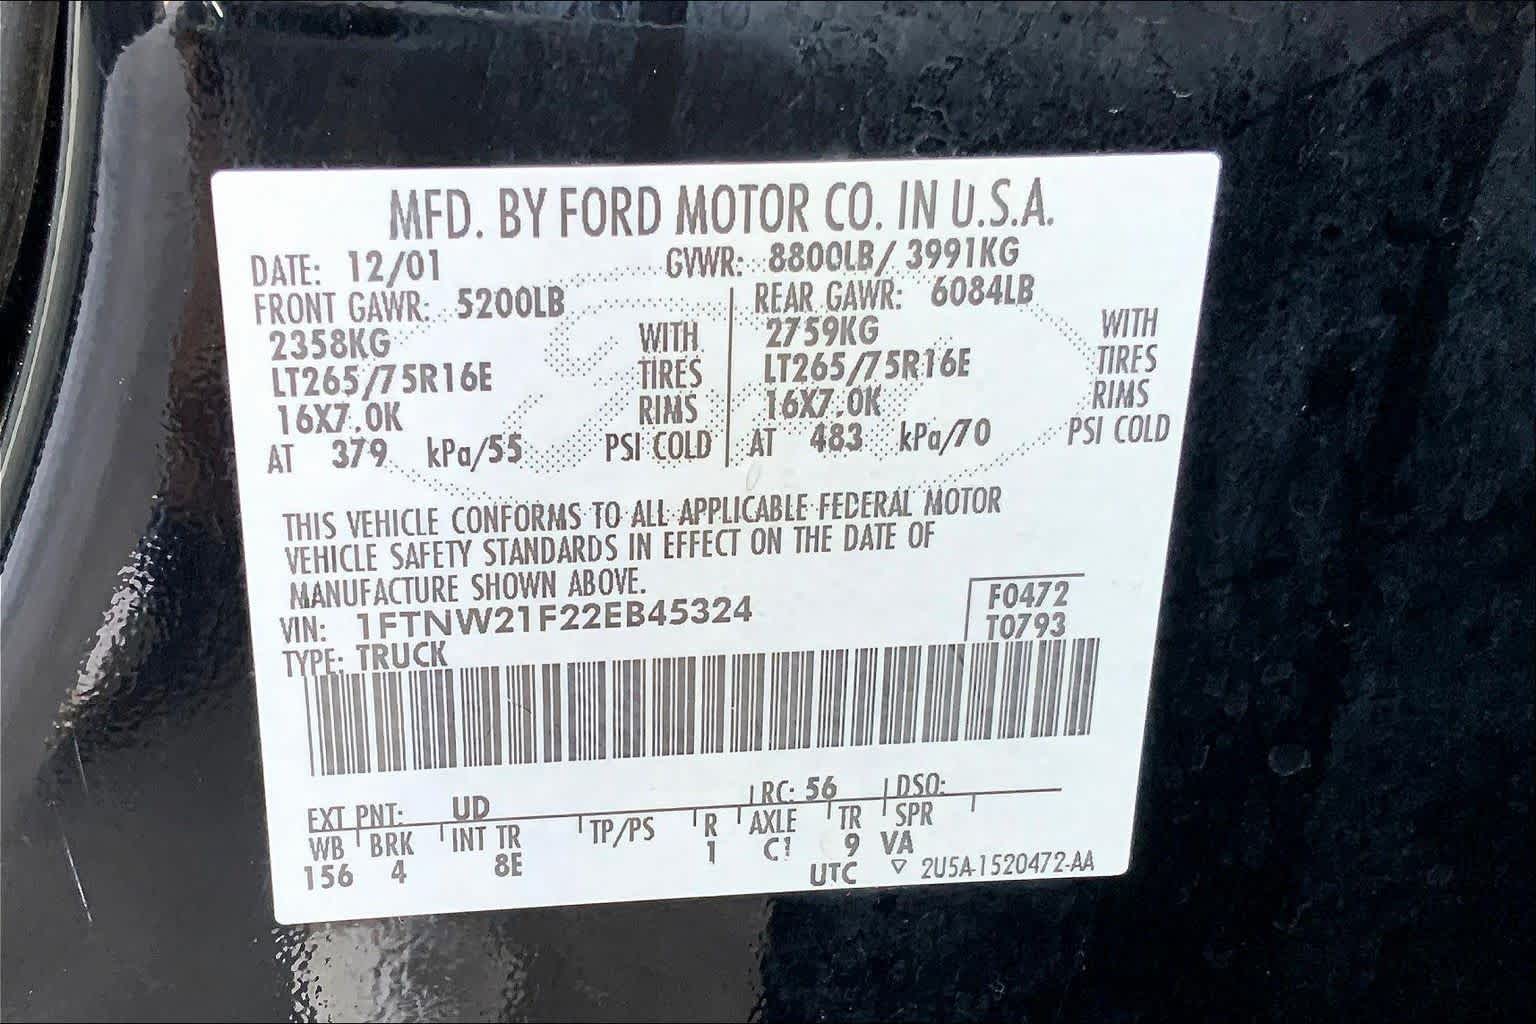 MFD. BY FORD MOTOR CO. IN U.S.A.
DATE: 12/01 GVWR: 8800LB/ 3991KG
FRONT GAWR: 5200LB REAR GAWR: 6084LB
2358KG WITH 2759KG WITH
LT265/75R16E TIRES LT265/75R16E TIRES
16X7.0K RIMS 16X7.0K RIMS
AT 379 kPa/55 PSI COLD AT 483 kPa/70 PSI COLD
THIS VEHICLE CONFORMS TO ALL APPLICABLE FEDERAL MOTOR
VEHICLE SAFETY STANDARDS IN EFFECT ON THE DATE OF
MANUFACTURE SHOWN ABOVE.
VIN: 1FTNW21F22EB45324 F0472
TYPE: TRUCK T0793
EXT PNT: UD RC: 56 DSO:
WB BRK INT TR TP/PS R AXLE TR SPR
156 4 8E 1 C1 9 VA
UTC ▽ 2U5A-1520472-AA